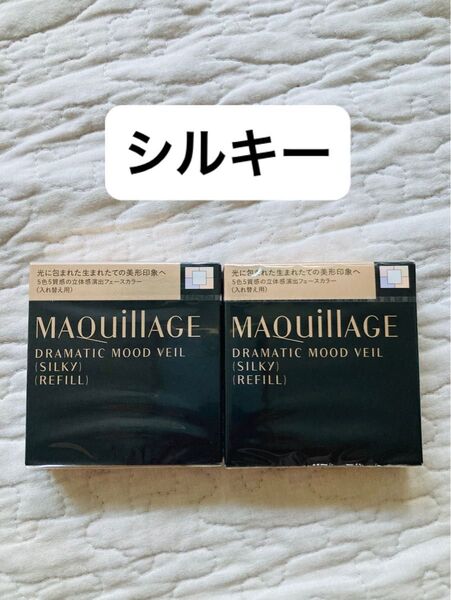 シルキー
光に包まれた生まれたての美形印象へ
5色5質感の立体感演出フェースカラー
(入れ替え用)
MAQuillAGE
DRAMATIC MOOD VEIL
(SILKY)
(REFILL)
光に包まれた生まれたての美形印象へ
5色5質感の立体感演出フェースカラー
(入れ替え用)
MAQuillAGE
DRAMATIC MOOD VEIL
(SILKY)
(REFILL)